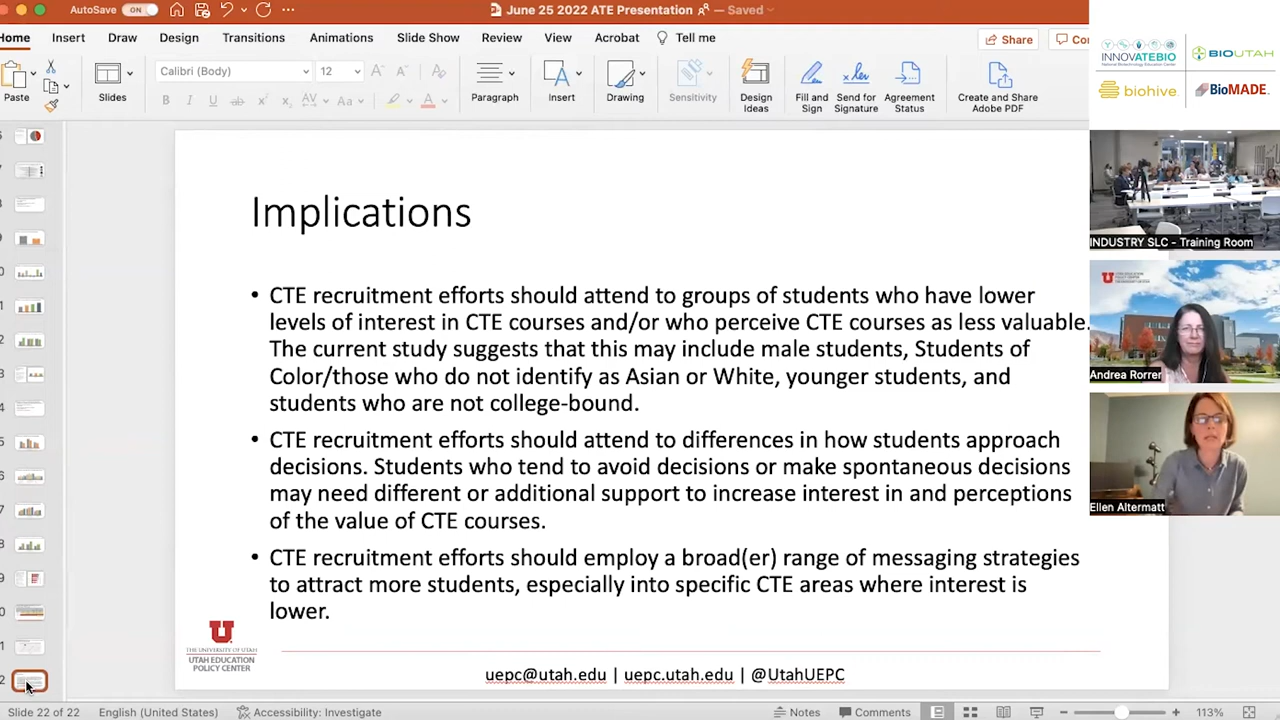 AutoSave ON
June 25 2022 ATE Presentation — Saved
Home Insert Draw Design Transitions Animations Slide Show Review View Acrobat Tell me
Share
Calibri (Body) 12
Paste Slides Paragraph Insert Drawing Sensitivity Design Ideas Fill and Sign Send for Signature Agreement Status Create and Share Adobe PDF
INNOVATEBIO
National Biotechnology Education Center
BIOUTAH
biohive
BioMADE
Implications
• CTE recruitment efforts should attend to groups of students who have lower
levels of interest in CTE courses and/or who perceive CTE courses as less valuable.
The current study suggests that this may include male students, Students of
Color/those who do not identify as Asian or White, younger students, and
students who are not college-bound.
• CTE recruitment efforts should attend to differences in how students approach
decisions. Students who tend to avoid decisions or make spontaneous decisions
may need different or additional support to increase interest in and perceptions
of the value of CTE courses.
• CTE recruitment efforts should employ a broad(er) range of messaging strategies
to attract more students, especially into specific CTE areas where interest is
lower.
U
THE UNIVERSITY OF UTAH
UTAH EDUCATION
POLICY CENTER
uepc@utah.edu | uepc.utah.edu | @UtahUEPC
INDUSTRY SLC - Training Room
Andrea Rorrer
Ellen Altermatt
Slide 22 of 22 English (United States) Accessibility: Investigate Notes Comments 113%